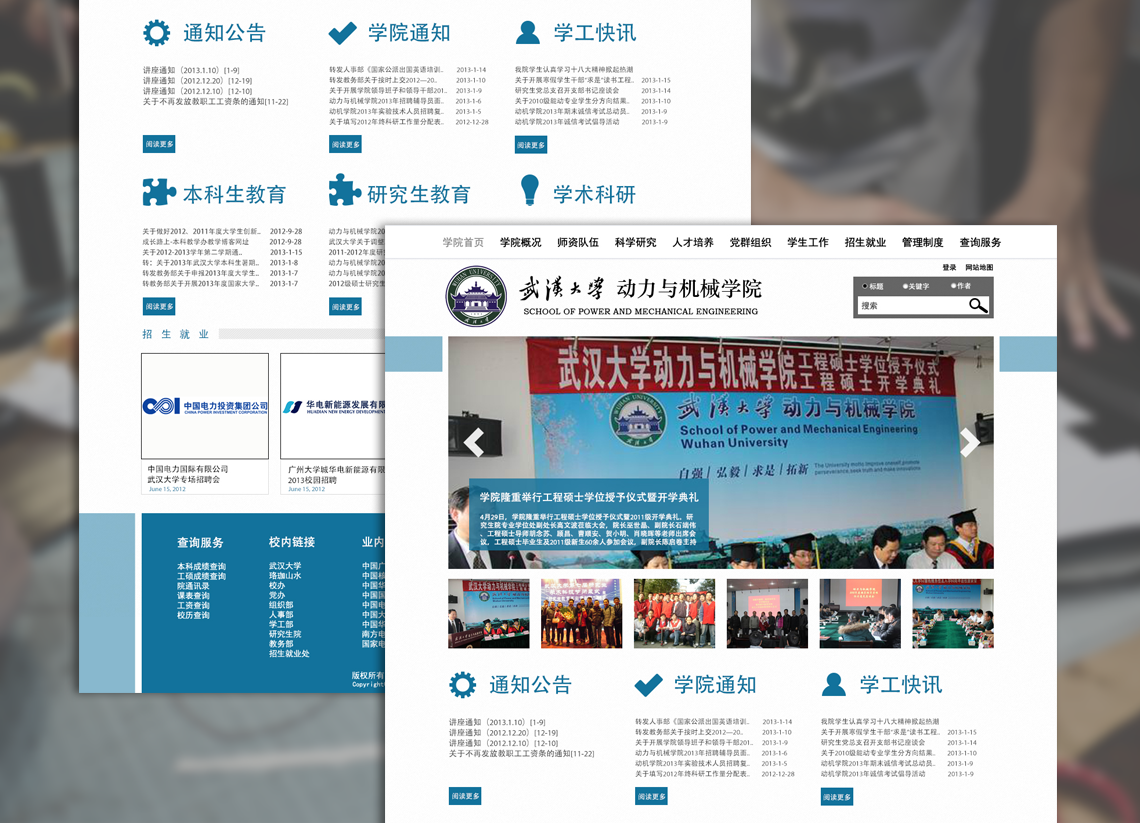 通知公告
讲座通知（2013.1.10）[1-9]
讲座通知（2012.12.20）[12-19]
讲座通知（2012.12.10）[12-10]
关于不再发放教职工工资条的通知[11-22]
阅读更多
学院通知
转发人事部《国家公派出国英语培训.. 2013-1-14
转发教务部关于按时上交2012—20.. 2013-1-10
关于开展学院领导班子和领导干部201.. 2013-1-9
动力与机械学院2013年招聘辅导员面.. 2013-1-6
动机学院2013年实验技术人员招聘复.. 2013-1-5
关于填写2012年终科研工作量分配表.. 2012-12-28
阅读更多
学工快讯
我院学生认真学习十八大精神掀起热潮
关于开展寒假学生干部"求是"读书工程.. 2013-1-15
研究生党总支召开支部书记座谈会 2013-1-14
关于2010级能动专业学生分方向结果.. 2013-1-10
动机学院2013年期末诚信考试总动员.. 2013-1-9
动机学院2013年诚信考试倡导活动 2013-1-9
阅读更多
本科生教育
关于做好2012、2011年度大学生创新.. 2012-9-28
成长路上-本科教学办教学博客网址 2012-9-28
关于2012-2013学年第二学期通.. 2013-1-15
转：关于2013年武汉大学本科生暑期.. 2013-1-8
转发教务部关于申报2013年度大学生.. 2013-1-7
转教务部关于开展2013年度国家大学.. 2013-1-7
阅读更多
研究生教育
动力与机械学院20
武汉大学关于调整
2011-2012年度研
动力与机械学院20
动力与机械学院20
2012级硕士研究生
阅读更多
学术科研
招生就业
中国电力投资集团公司
CHINA POWER INVESTMENT CORPORATION
中国电力国际有限公司
武汉大学专场招聘会
June 15, 2012
华电新能源发展有限
HUADIAN NEW ENERGY DEVELOPMENT
广州大学城华电新能源有限
2013校园招聘
June 15, 2012
查询服务
本科成绩查询
工硕成绩查询
院通讯录
课表查询
工资查询
校历查询
校内链接
武汉大学
珞珈山水
校办
党办
组织部
人事部
学工部
研究生院
教务部
招生就业处
业内
中国广
中国核
中国华
中国国
中国电
中国大
中国华
南方电
国家电
版权所有
Copyright
学院首页 学院概况 师资队伍 科学研究 人才培养 党群组织 学生工作 招生就业 管理制度 查询服务
登录 网站地图
WUHAN UNIVERSITY
武漢大學 动力与机械学院
SCHOOL OF POWER AND MECHANICAL ENGINEERING
标题 关键字 作者
搜索
武汉大学动力与机械学院工程硕士学位授予仪式
工程硕士开学典礼
武漢大學 动力与机械学院
School of Power and Mechanical Engineering
Wuhan University
自强 | 弘毅 | 求是 | 拓新
学院隆重举行工程硕士学位授予仪式暨开学典礼
4月29日，学院隆重举行工程硕士学位授予仪式暨2011级开学典礼。研
究生院专业学位处副处长高文波莅临大会，院长巫世晶、副院长石端伟
、工程硕士导师胡念苏、顾昌、曹顺安、贺小明、肖晓晖等老师出席会
议。工程硕士毕业生及2011级新生60余人参加会议。副院长陈启卷主持
通知公告
讲座通知（2013.1.10）[1-9]
讲座通知（2012.12.20）[12-19]
讲座通知（2012.12.10）[12-10]
关于不再发放教职工工资条的通知[11-22]
阅读更多
学院通知
转发人事部《国家公派出国英语培训.. 2013-1-14
转发教务部关于按时上交2012—20.. 2013-1-10
关于开展学院领导班子和领导干部201.. 2013-1-9
动力与机械学院2013年招聘辅导员面.. 2013-1-6
动机学院2013年实验技术人员招聘复.. 2013-1-5
关于填写2012年终科研工作量分配表.. 2012-12-28
阅读更多
学工快讯
我院学生认真学习十八大精神掀起热潮
关于开展寒假学生干部"求是"读书工程.. 2013-1-15
研究生党总支召开支部书记座谈会 2013-1-14
关于2010级能动专业学生分方向结果.. 2013-1-10
动机学院2013年期末诚信考试总动员.. 2013-1-9
动机学院2013年诚信考试倡导活动 2013-1-9
阅读更多